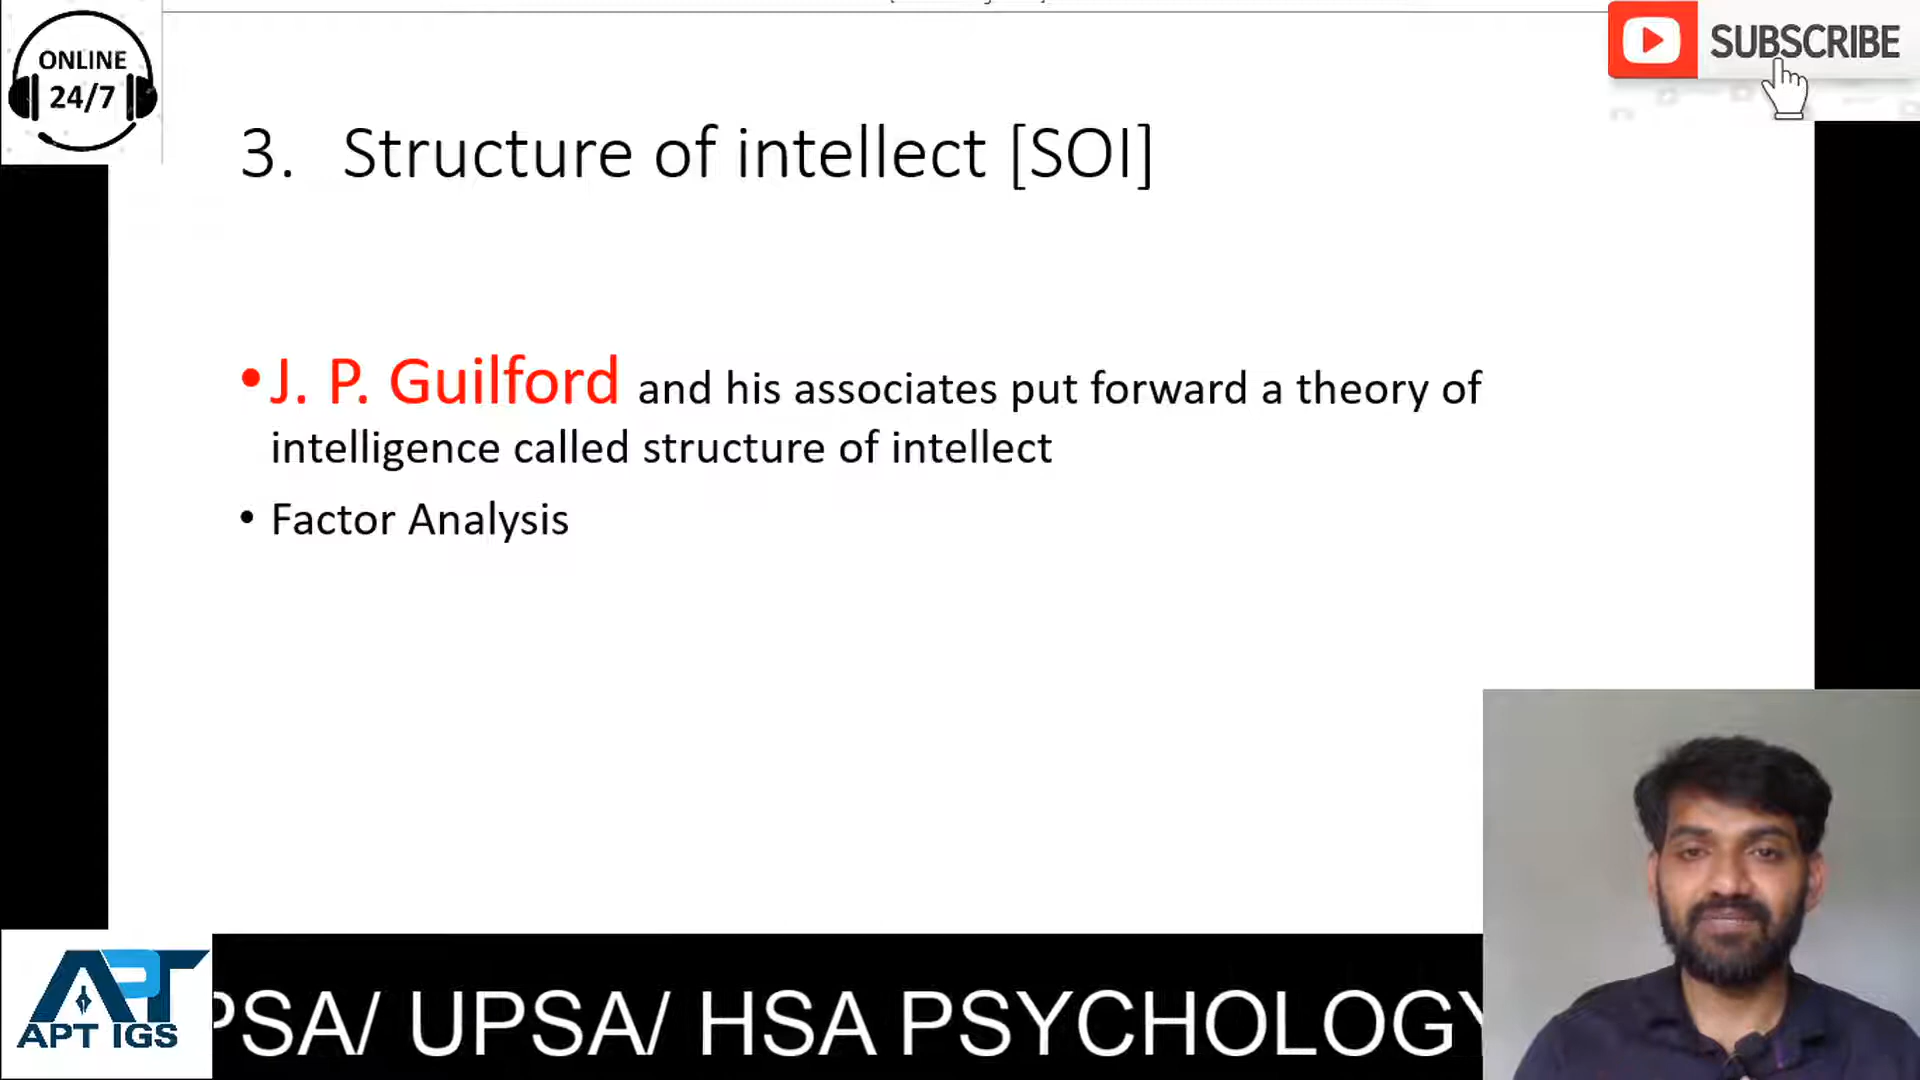 ONLINE
24/7
SUBSCRIBE
3. Structure of intellect [SOI]
•J. P. Guilford and his associates put forward a theory of
intelligence called structure of intellect
• Factor Analysis
APT IGS
PSA/ UPSA/ HSA PSYCHOLOGY